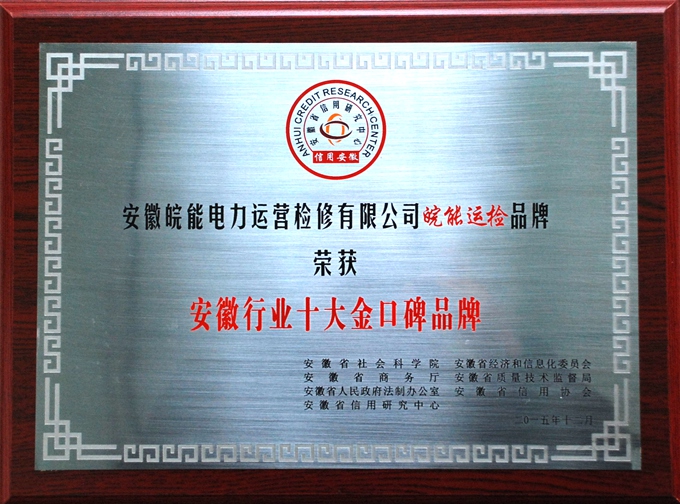 ANHUI CREDIT RESEARCH CENTER
安徽省信用研究中心
信用安徽
安徽皖能电力运营检修有限公司皖能运检品牌
荣获
安徽行业十大金口碑品牌
安徽省社会科学院 安徽省经济和信息化委员会
安徽省商务厅 安徽省质量技术监督局
安徽省人民政府法制办公室 安徽省信用协会
安徽省信用研究中心
二〇一五年十二月